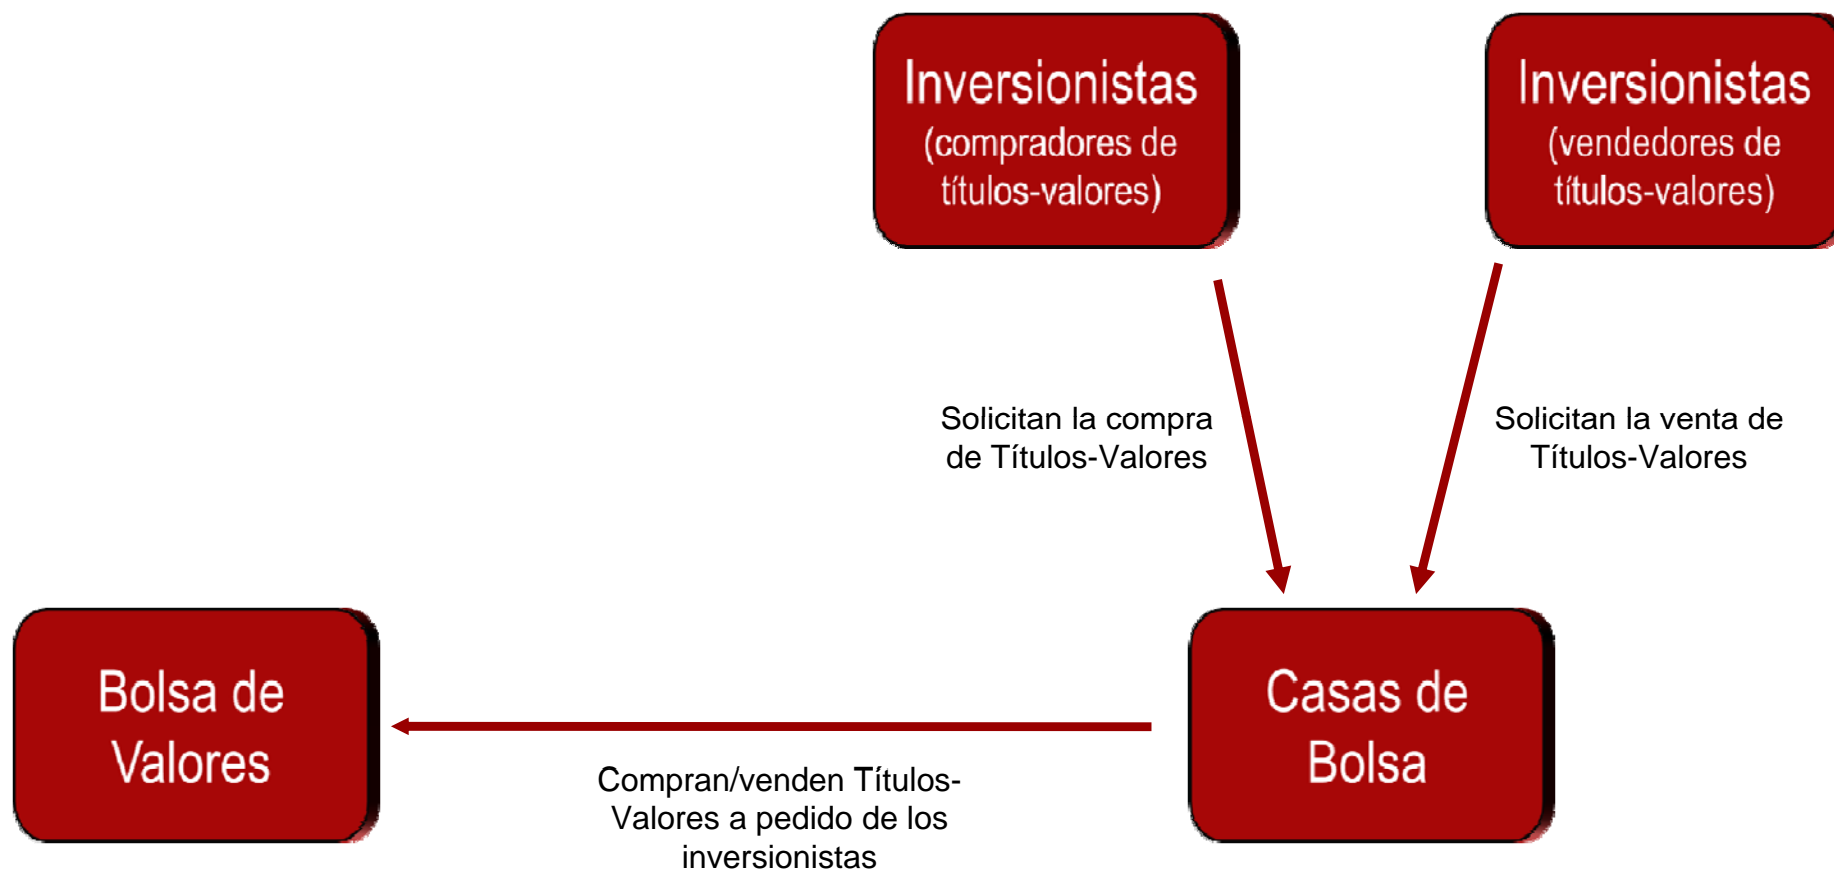 Inversionistas
(compradores de
títulos-valores)
Inversionistas
(vendedores de
títulos-valores)
Solicitan la compra
de Títulos-Valores
Solicitan la venta de
Títulos-Valores
Bolsa de
Valores
Casas de
Bolsa
Compran/venden Títulos-
Valores a pedido de los
inversionistas